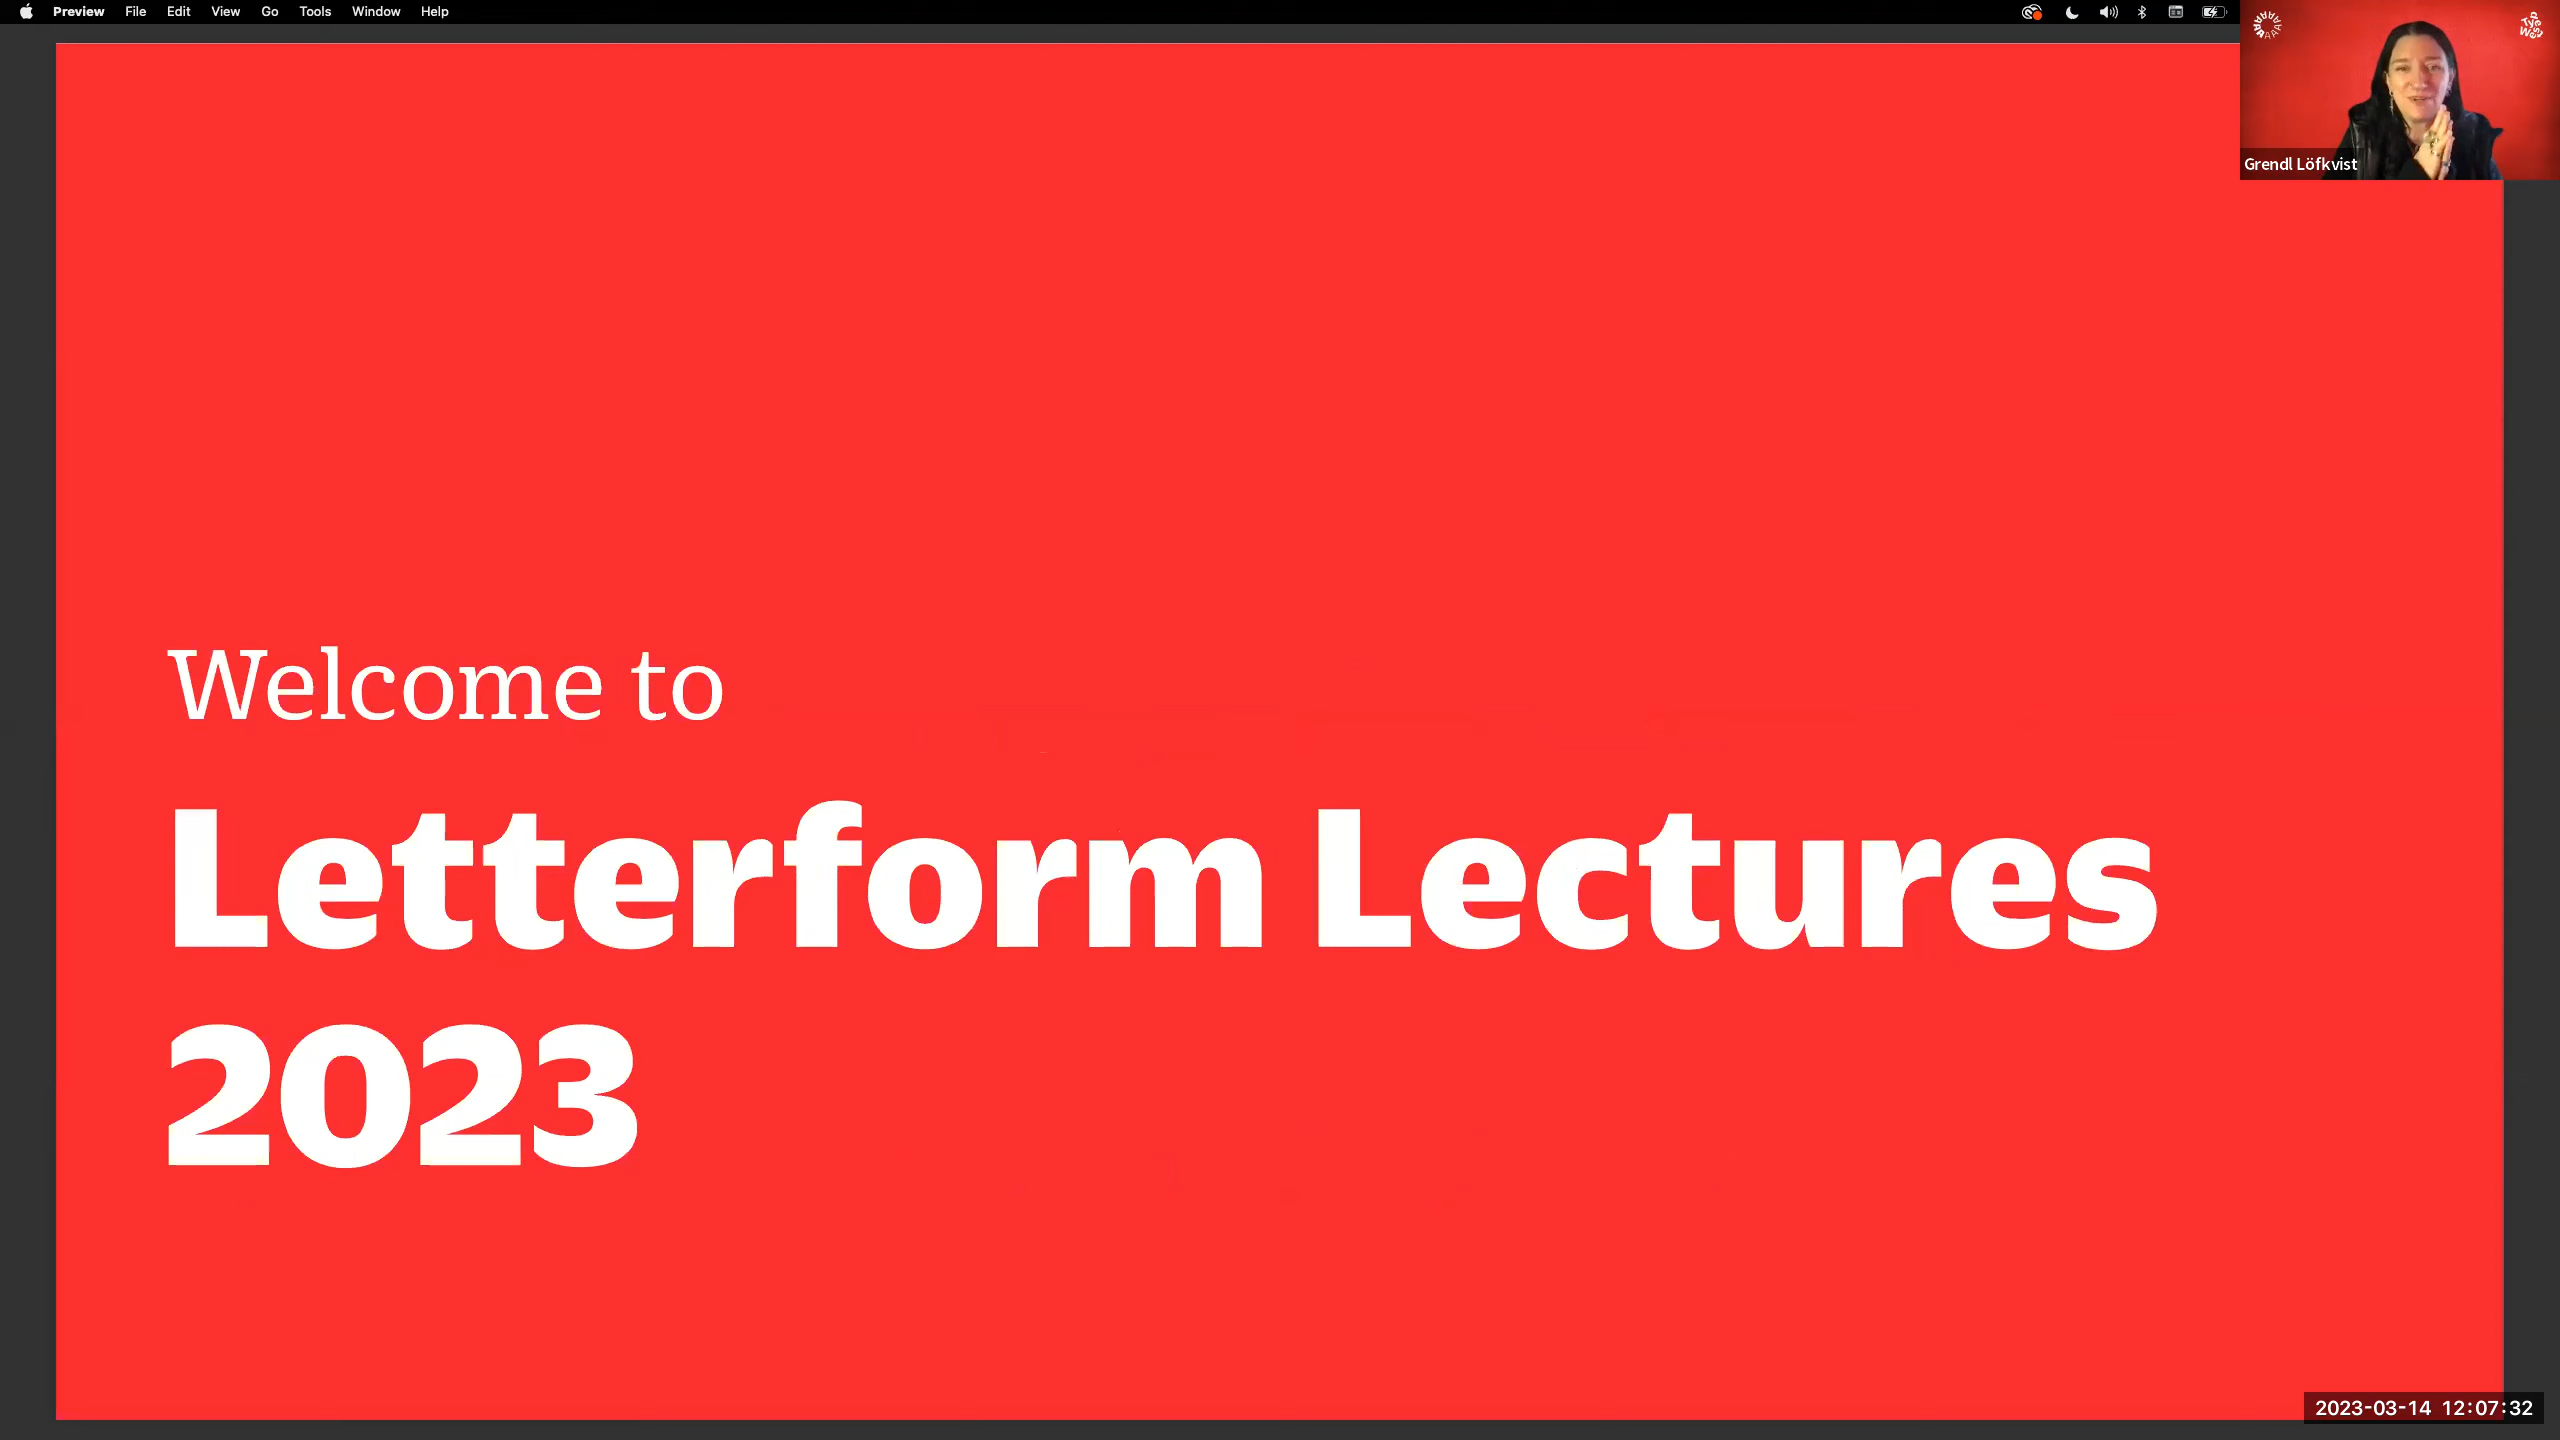 Preview File Edit View Go Tools Window Help
Grendl Löfkvist
Welcome to
Letterform Lectures
2023
2023-03-14 12:07:32